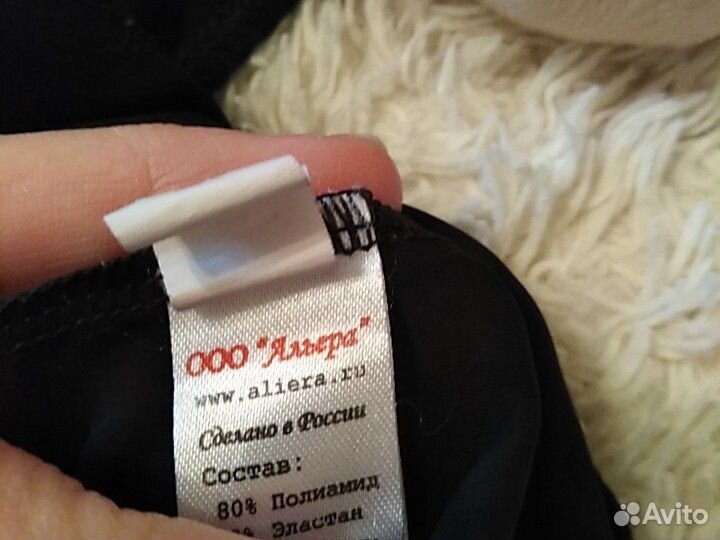 ООО "Альера"
www.aliera.ru
Сделано в России
Состав:
80% Полиамид
% Эластан
Avito